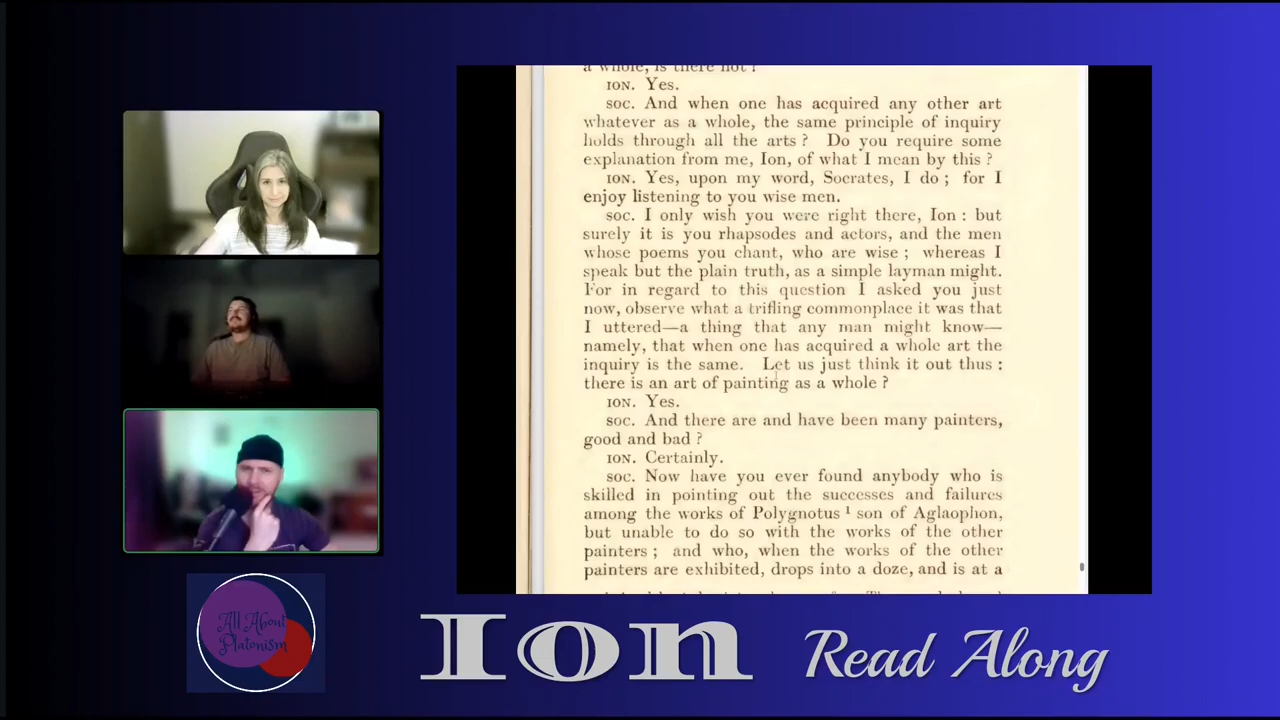 a whole, is there not?
ION. Yes.
SOC. And when one has acquired any other art
whatever as a whole, the same principle of inquiry
holds through all the arts? Do you require some
explanation from me, Ion, of what I mean by this?
ION. Yes, upon my word, Socrates, I do; for I
enjoy listening to you wise men.
SOC. I only wish you were right there, Ion: but
surely it is you rhapsodes and actors, and the men
whose poems you chant, who are wise; whereas I
speak but the plain truth, as a simple layman might.
For in regard to this question I asked you just
now, observe what a trifling commonplace it was that
I uttered—a thing that any man might know—
namely, that when one has acquired a whole art the
inquiry is the same. Let us just think it out thus:
there is an art of painting as a whole?
ION. Yes.
SOC. And there are and have been many painters,
good and bad?
ION. Certainly.
SOC. Now have you ever found anybody who is
skilled in pointing out the successes and failures
among the works of Polygnotus 1 son of Aglaophon,
but unable to do so with the works of the other
painters; and who, when the works of the other
painters are exhibited, drops into a doze, and is at a
All About
Platonism
Ion Read Along